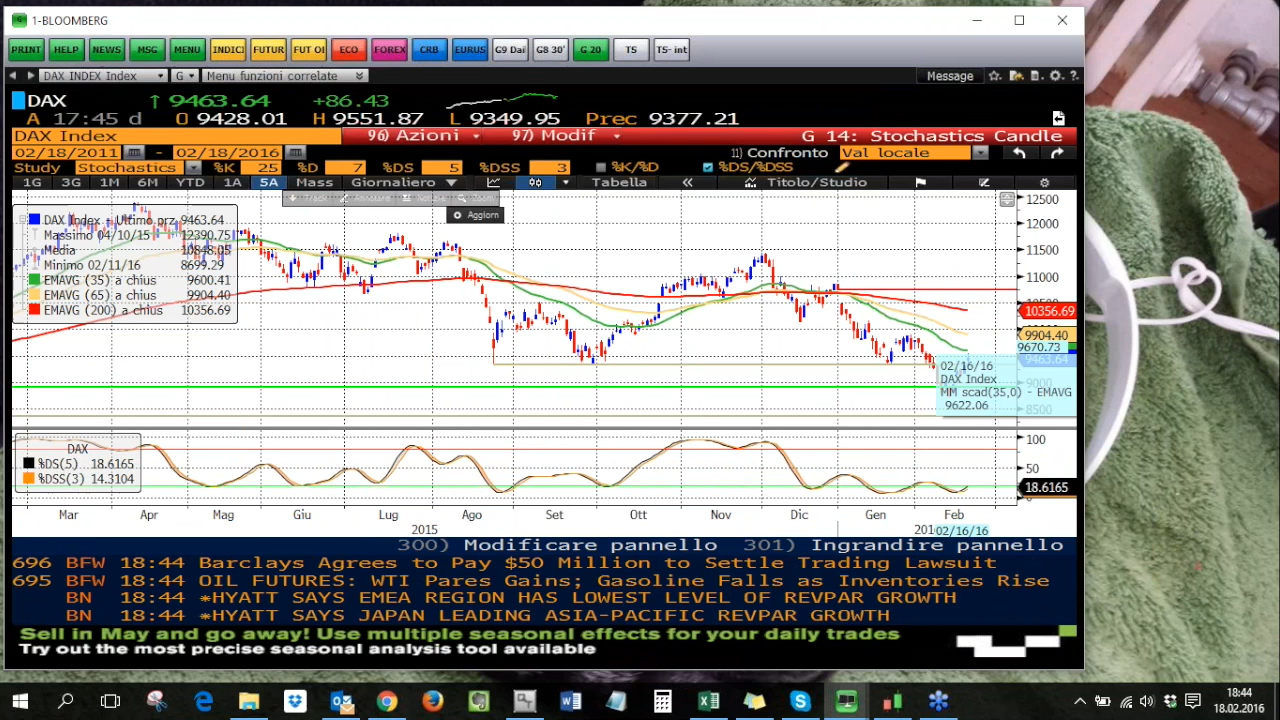 1-BLOOMBERG
PRINT HELP NEWS MSG MENU INDICI FUTUR FUT OI ECO FOREX CRB EURUS G9 Dai G8 30' G 20 TS TS- int
DAX INDEX Index G Menu funzioni correlate Message
DAX ↑ 9463.64 +86.43
A 17:45 d O 9428.01 H 9551.87 L 9349.95 Prec 9377.21
DAX Index 96) Azioni 97) Modif G 14: Stochastics Candle
02/18/2011 - 02/18/2016 11) Confronto Val locale
Study Stochastics %K 25 %D 7 %DS 5 %DSS 3 %K/%D %DS/%DSS
1G 3G 1M 6M YTD 1A 5A Mass Giornaliero Tabella « Titolo/Studio
Aggiorn
DAX Index - Ultimo prz 9463.64
Massimo 04/10/15 12390.75
Media 10848.05
Minimo 02/11/16 8699.29
EMAVG (35) a chius 9600.41
EMAVG (65) a chius 9904.40
EMAVG (200) a chius 10356.69
12500
12000
11500
11000
10356.69
9904.40
9670.73
9463.64
9000
8500
02/16/16
DAX Index
MM scad(35,0) - EMAVG
9622.06
DAX
%DS(5) 18.6165
%DSS(3) 14.3104
100
50
18.6165
Mar Apr Mag Giu Lug Ago Set Ott Nov Dic Gen Feb
2015 02/16/16
300) Modificare pannello 301) Ingrandire pannello
696 BFW 18:44 Barclays Agrees to Pay $50 Million to Settle Trading Lawsuit
695 BFW 18:44 OIL FUTURES: WTI Pares Gains; Gasoline Falls as Inventories Rise
BN 18:44 *HYATT SAYS EMEA REGION HAS LOWEST LEVEL OF REVPAR GROWTH
BN 18:44 *HYATT SAYS JAPAN LEADING ASIA-PACIFIC REVPAR GROWTH
Sell in May and go away! Use multiple seasonal effects for your daily trades
Try out the most precise seasonal analysis tool available
18:44
18.02.2016